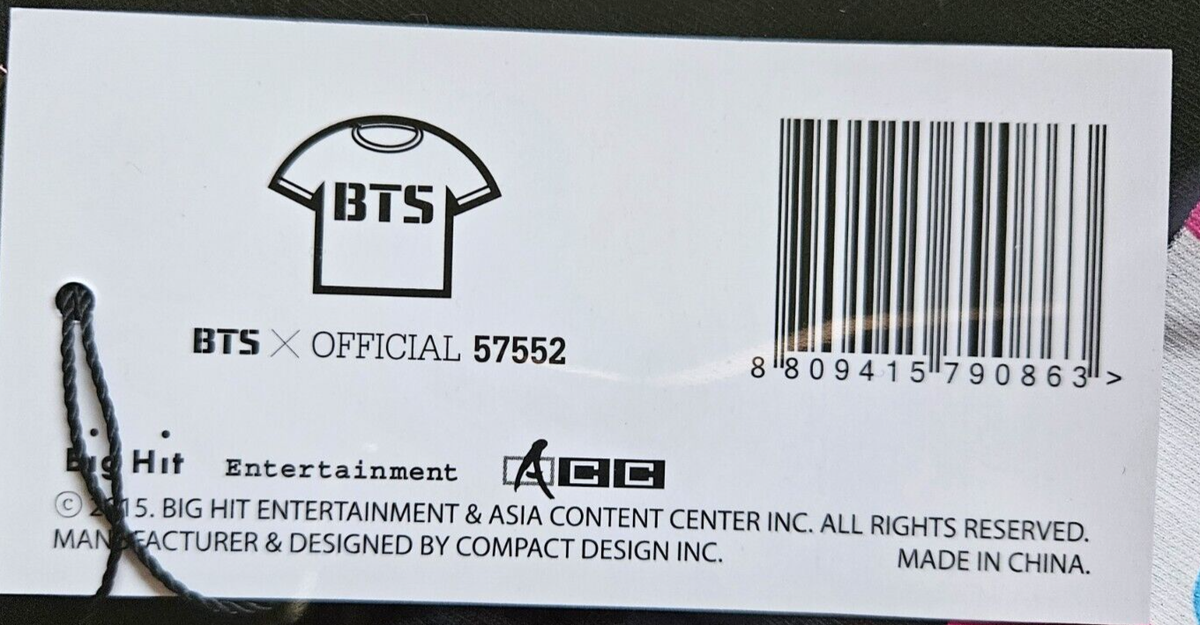 BTS
BTS × OFFICIAL 57552
8 809415 790863 >
Big Hit Entertainment ACC
© 2015. BIG HIT ENTERTAINMENT & ASIA CONTENT CENTER INC. ALL RIGHTS RESERVED.
MANUFACTURER & DESIGNED BY COMPACT DESIGN INC. MADE IN CHINA.